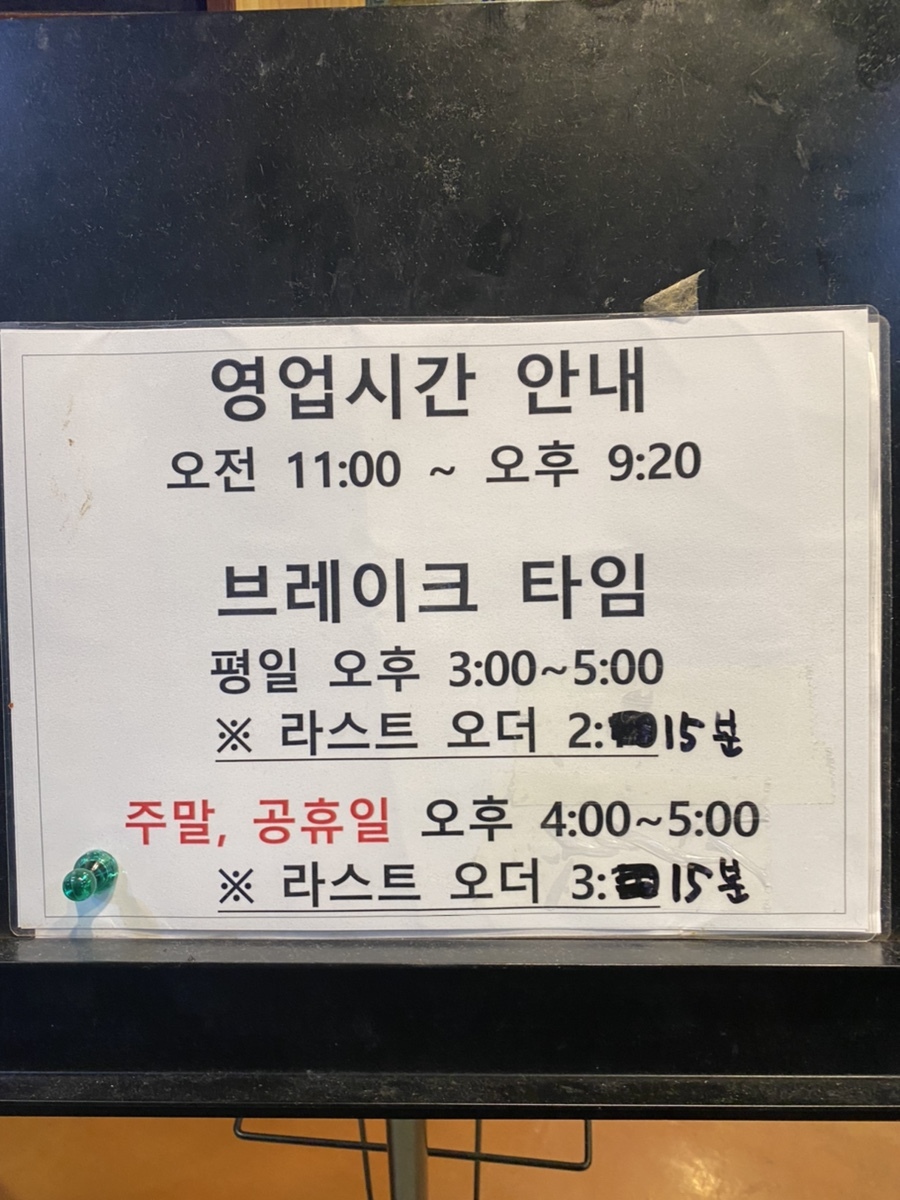 영업시간 안내
오전 11:00 ~ 오후 9:20
브레이크 타임
평일 오후 3:00~5:00
※ 라스트 오더 2:15분
주말, 공휴일 오후 4:00~5:00
※ 라스트 오더 3:15분